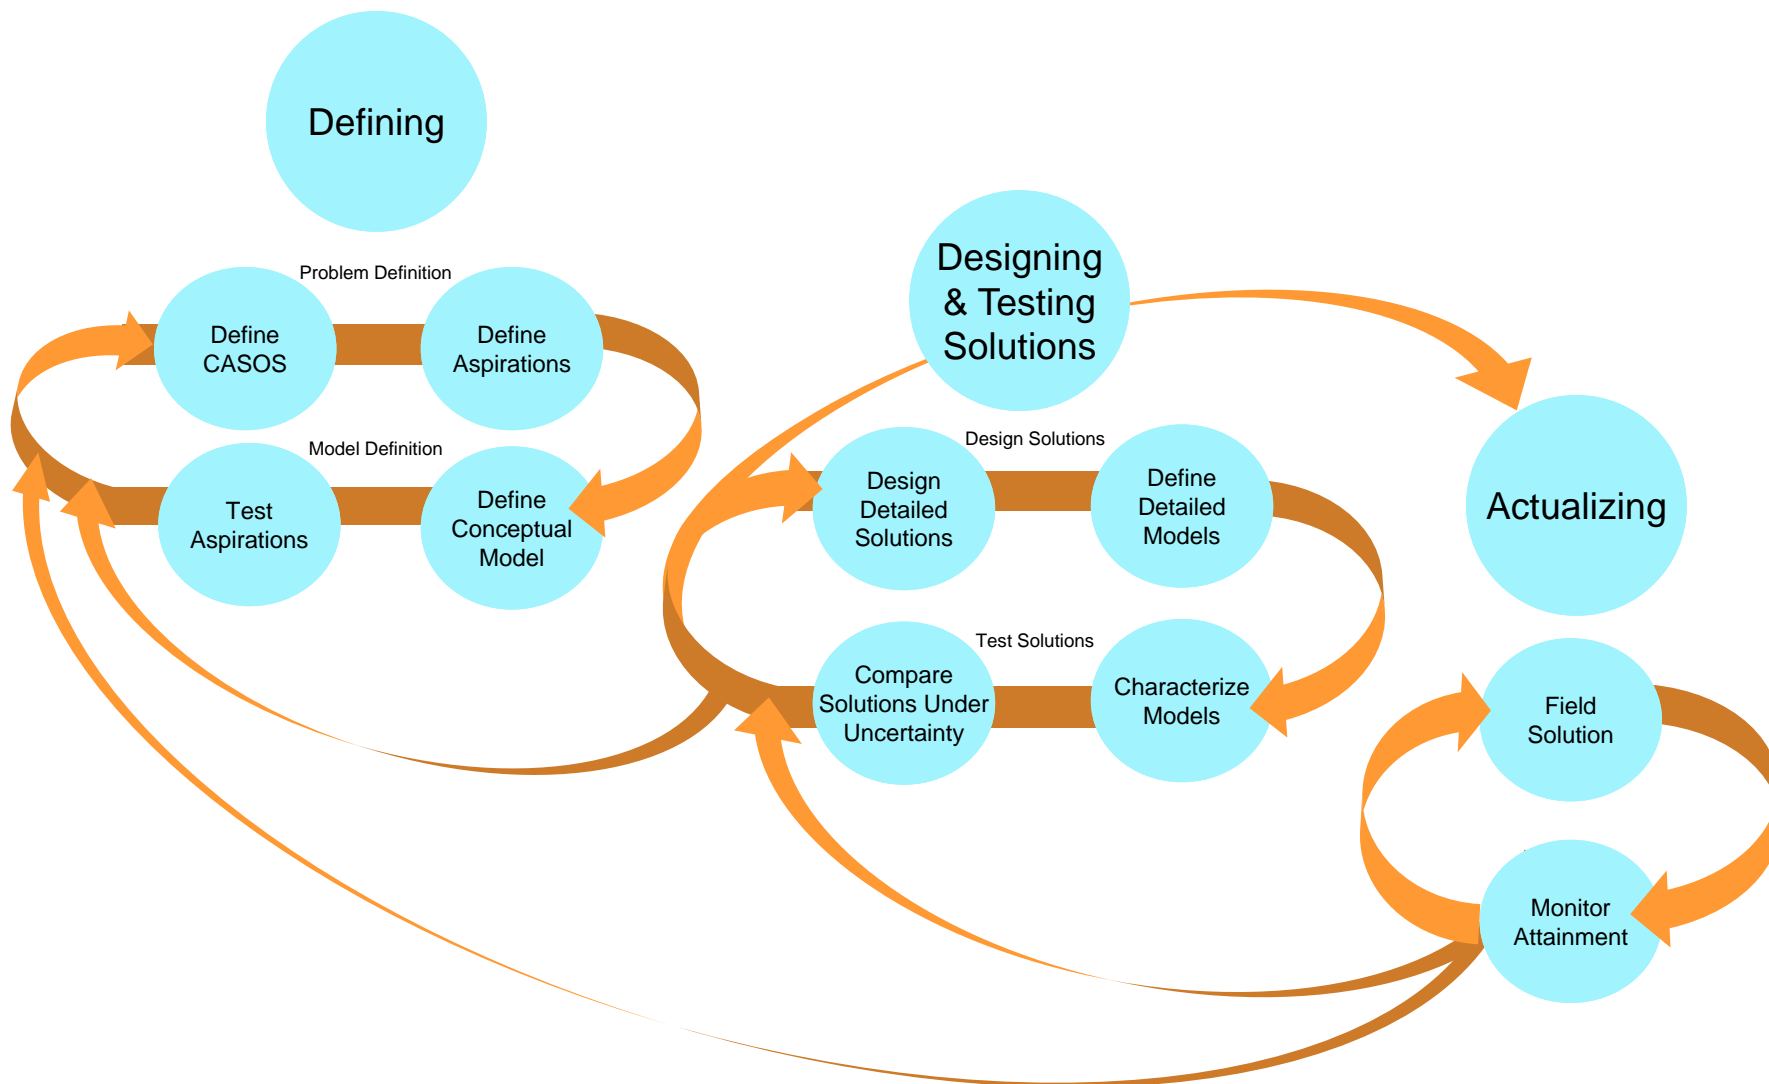 Defining
Problem Definition
Define
CASOS
Define
Aspirations
Model Definition
Test
Aspirations
Define
Conceptual
Model
Designing
& Testing
Solutions
Design Solutions
Design
Detailed
Solutions
Define
Detailed
Models
Test Solutions
Compare
Solutions Under
Uncertainty
Characterize
Models
Actualizing
Field
Solution
Monitor
Attainment